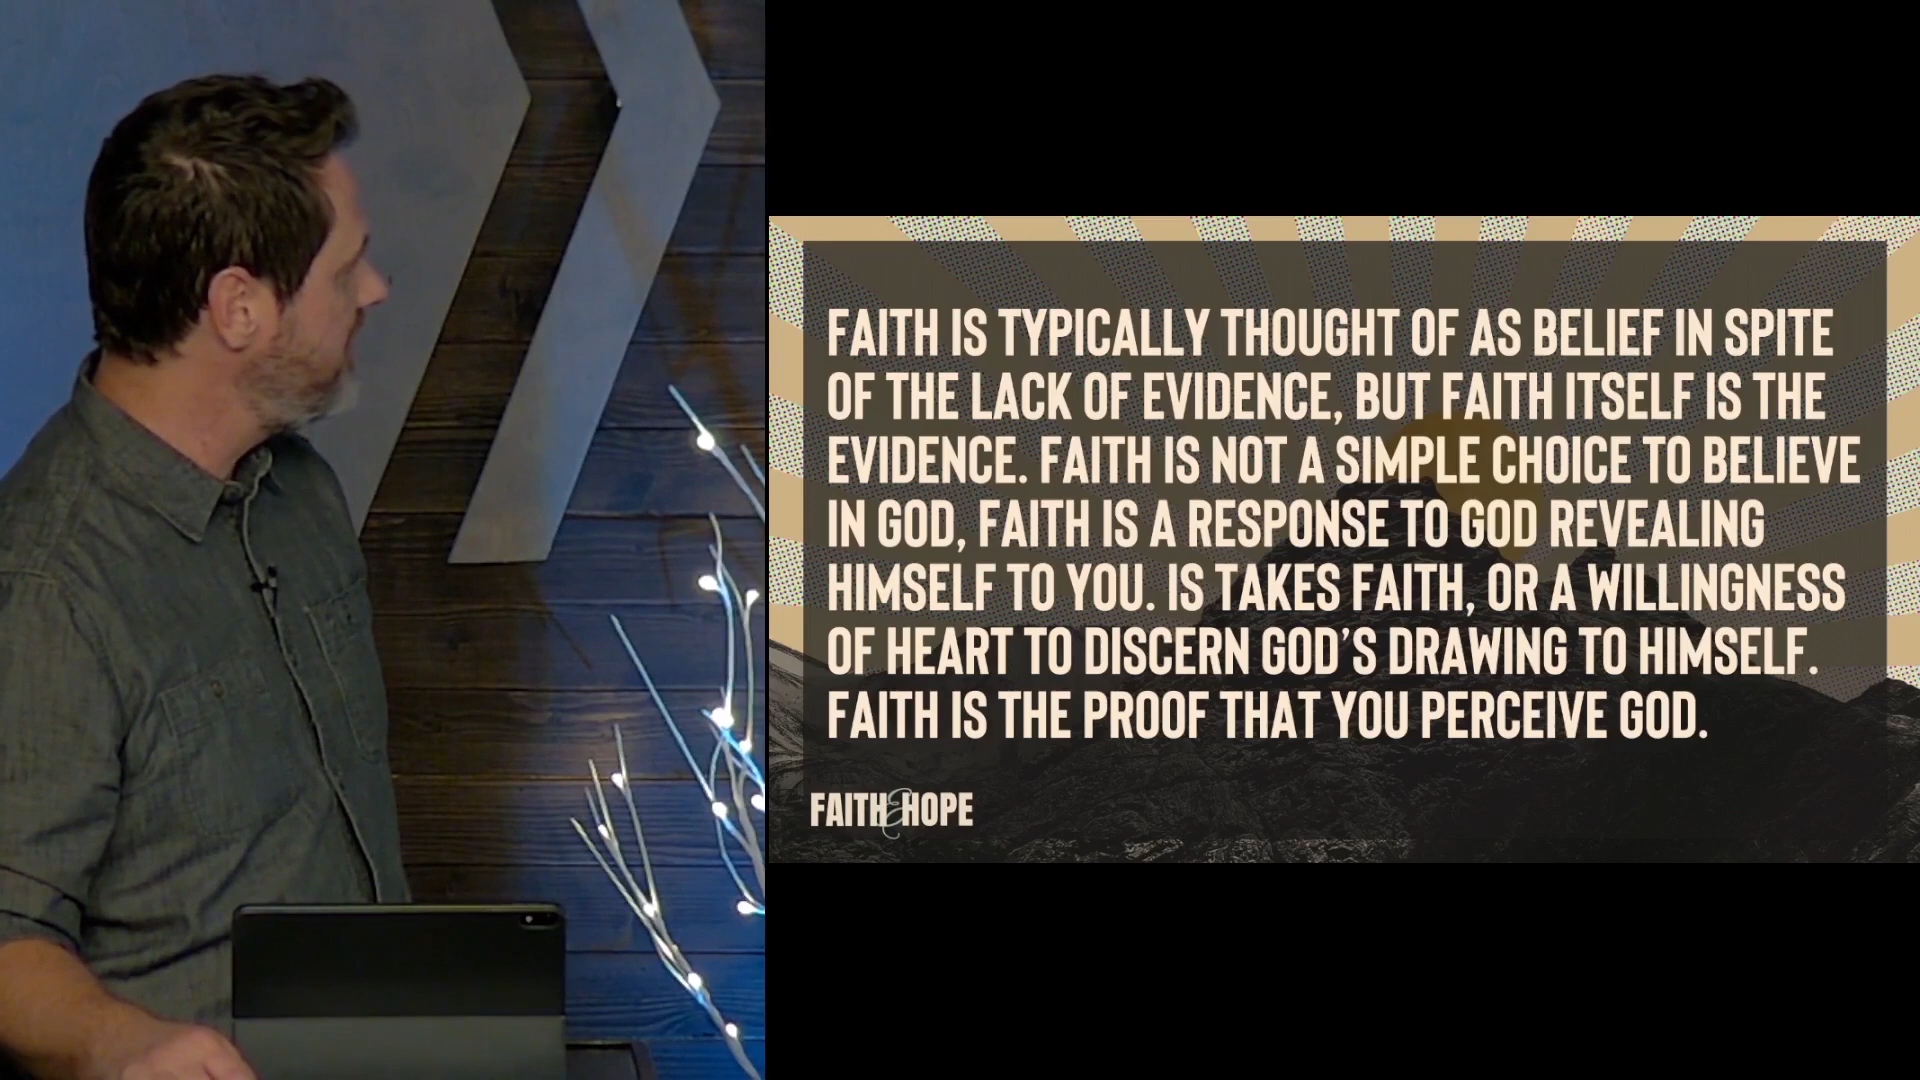 FAITH IS TYPICALLY THOUGHT OF AS BELIEF IN SPITE
OF THE LACK OF EVIDENCE, BUT FAITH ITSELF IS THE
EVIDENCE. FAITH IS NOT A SIMPLE CHOICE TO BELIEVE
IN GOD, FAITH IS A RESPONSE TO GOD REVEALING
HIMSELF TO YOU. IS TAKES FAITH, OR A WILLINGNESS
OF HEART TO DISCERN GOD'S DRAWING TO HIMSELF.
FAITH IS THE PROOF THAT YOU PERCEIVE GOD.
FAITH & HOPE